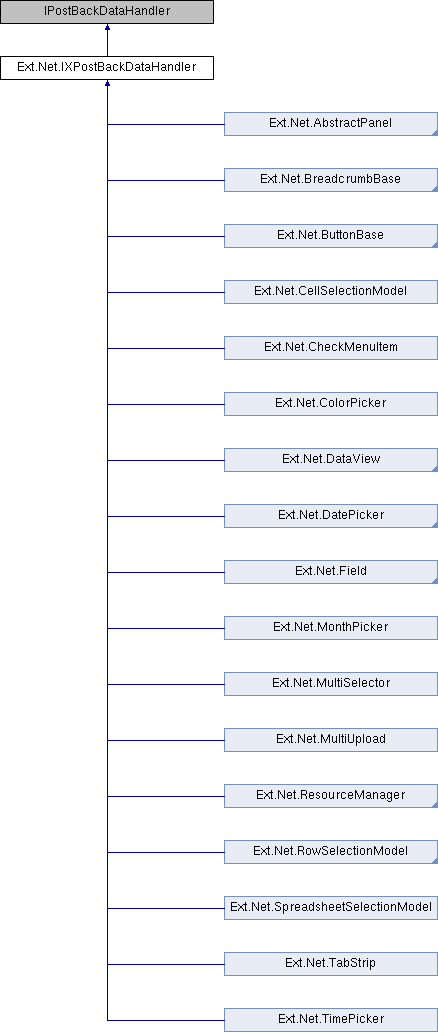 IPostBackDataHandler
Ext.Net.IXPostBackDataHandler
Ext.Net.AbstractPanel
Ext.Net.BreadcrumbBase
Ext.Net.ButtonBase
Ext.Net.CellSelectionModel
Ext.Net.CheckMenuItem
Ext.Net.ColorPicker
Ext.Net.DataView
Ext.Net.DatePicker
Ext.Net.Field
Ext.Net.MonthPicker
Ext.Net.MultiSelector
Ext.Net.MultiUpload
Ext.Net.ResourceManager
Ext.Net.RowSelectionModel
Ext.Net.SpreadsheetSelectionModel
Ext.Net.TabStrip
Ext.Net.TimePicker